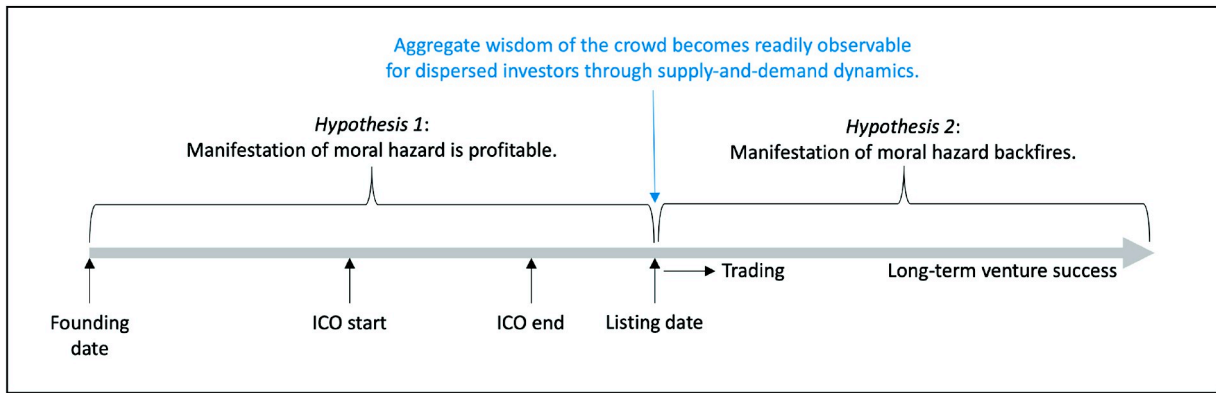 Aggregate wisdom of the crowd becomes readily observable
for dispersed investors through supply-and-demand dynamics.
Hypothesis 1:
Manifestation of moral hazard is profitable.
Hypothesis 2:
Manifestation of moral hazard backfires.
Trading
Long-term venture success
Founding
date
ICO start
ICO end
Listing date